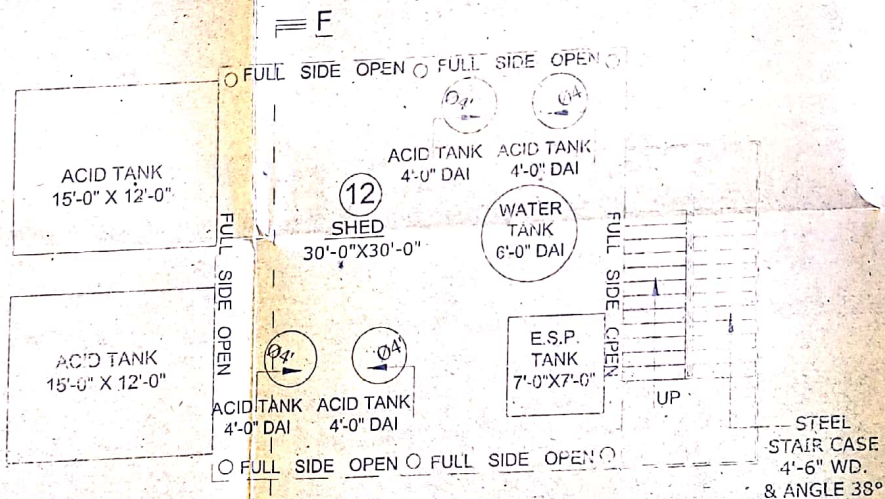 F
FULL SIDE OPEN FULL SIDE OPEN
Ø4' Ø4'
ACID TANK
4'-0" DAI
ACID TANK
4'-0" DAI
ACID TANK
15'-0" X 12'-0"
12
SHED
30'-0"X30'-0"
WATER
TANK
6'-0" DAI
FULL SIDE OPEN
FULL SIDE OPEN
ACID TANK
15'-0" X 12'-0"
Ø4' Ø4'
ACID TANK
4'-0" DAI
ACID TANK
4'-0" DAI
E.S.P.
TANK
7'-0"X7'-0"
UP
STEEL
STAIR CASE
4'-6" WD.
& ANGLE 38°
FULL SIDE OPEN FULL SIDE OPEN